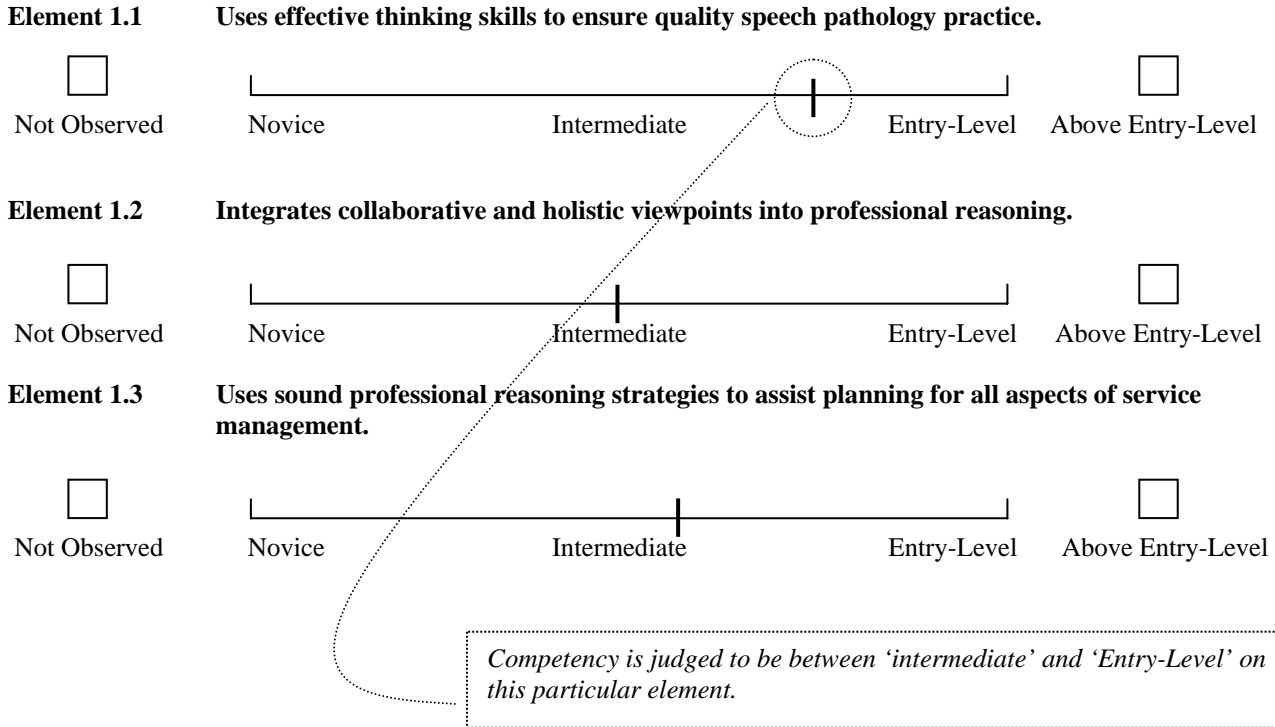 Element 1.1 Uses effective thinking skills to ensure quality speech pathology practice.
Not Observed Novice Intermediate Entry-Level Above Entry-Level
Element 1.2 Integrates collaborative and holistic viewpoints into professional reasoning.
Not Observed Novice Intermediate Entry-Level Above Entry-Level
Element 1.3 Uses sound professional reasoning strategies to assist planning for all aspects of service
management.
Not Observed Novice Intermediate Entry-Level Above Entry-Level
Competency is judged to be between ‘intermediate’ and ‘Entry-Level’ on
this particular element.